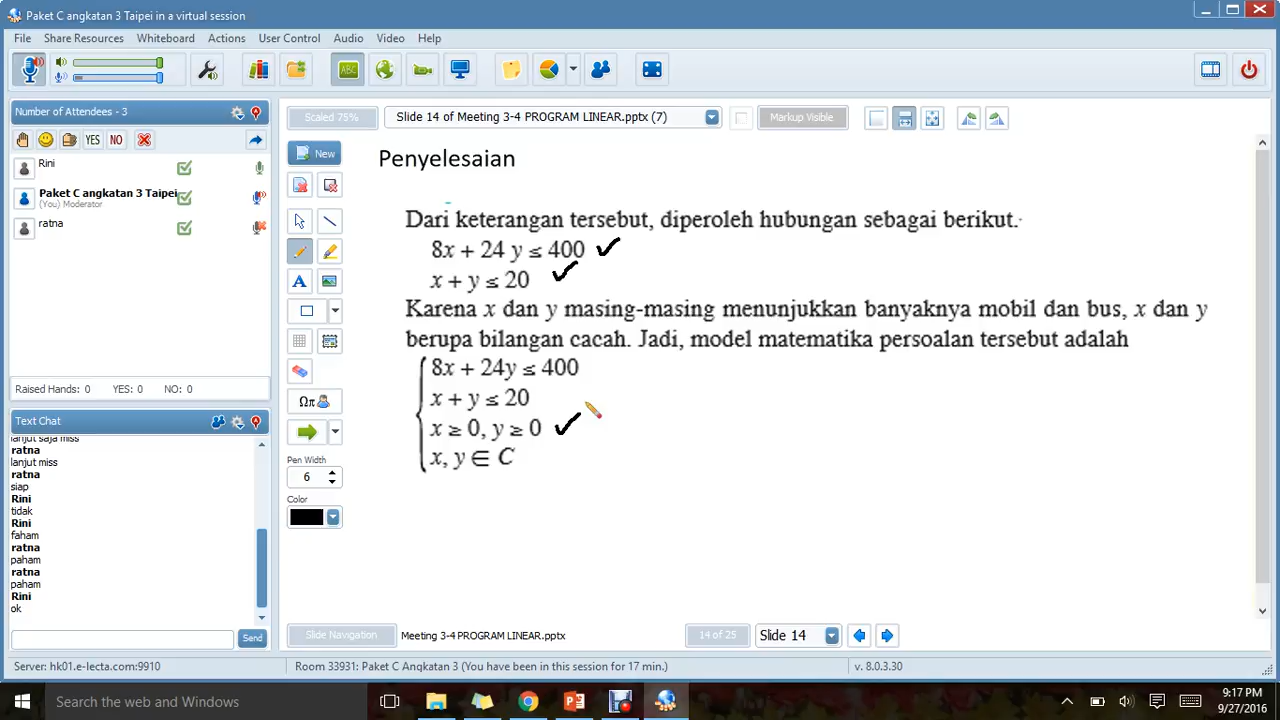 Paket C angkatan 3 Taipei in a virtual session
File Share Resources Whiteboard Actions User Control Audio Video Help
ABC
Number of Attendees - 3
YES NO
Rini
Paket C angkatan 3 Taipei
(You) Moderator
ratna
Raised Hands: 0 YES: 0 NO: 0
Text Chat
lanjut saja miss
ratna
lanjut miss
ratna
siap
Rini
tidak
Rini
faham
ratna
paham
ratna
paham
Rini
ok
Send
Scaled 75%
Slide 14 of Meeting 3-4 PROGRAM LINEAR.pptx (7)
Markup Visible
New
A
Ωπ
Pen Width
6
Color
Penyelesaian
Dari keterangan tersebut, diperoleh hubungan sebagai berikut.
8x + 24 y ≤ 400
x + y ≤ 20
Karena x dan y masing-masing menunjukkan banyaknya mobil dan bus, x dan y
berupa bilangan cacah. Jadi, model matematika persoalan tersebut adalah
8x + 24y ≤ 400
x + y ≤ 20
x ≥ 0, y ≥ 0
x, y ∈ C
Slide Navigation
Meeting 3-4 PROGRAM LINEAR.pptx
14 of 25
Slide 14
Server: hk01.e-lecta.com:9910
Room 33931: Paket C Angkatan 3 (You have been in this session for 17 min.)
v. 8.0.3.30
Search the web and Windows
9:17 PM
9/27/2016